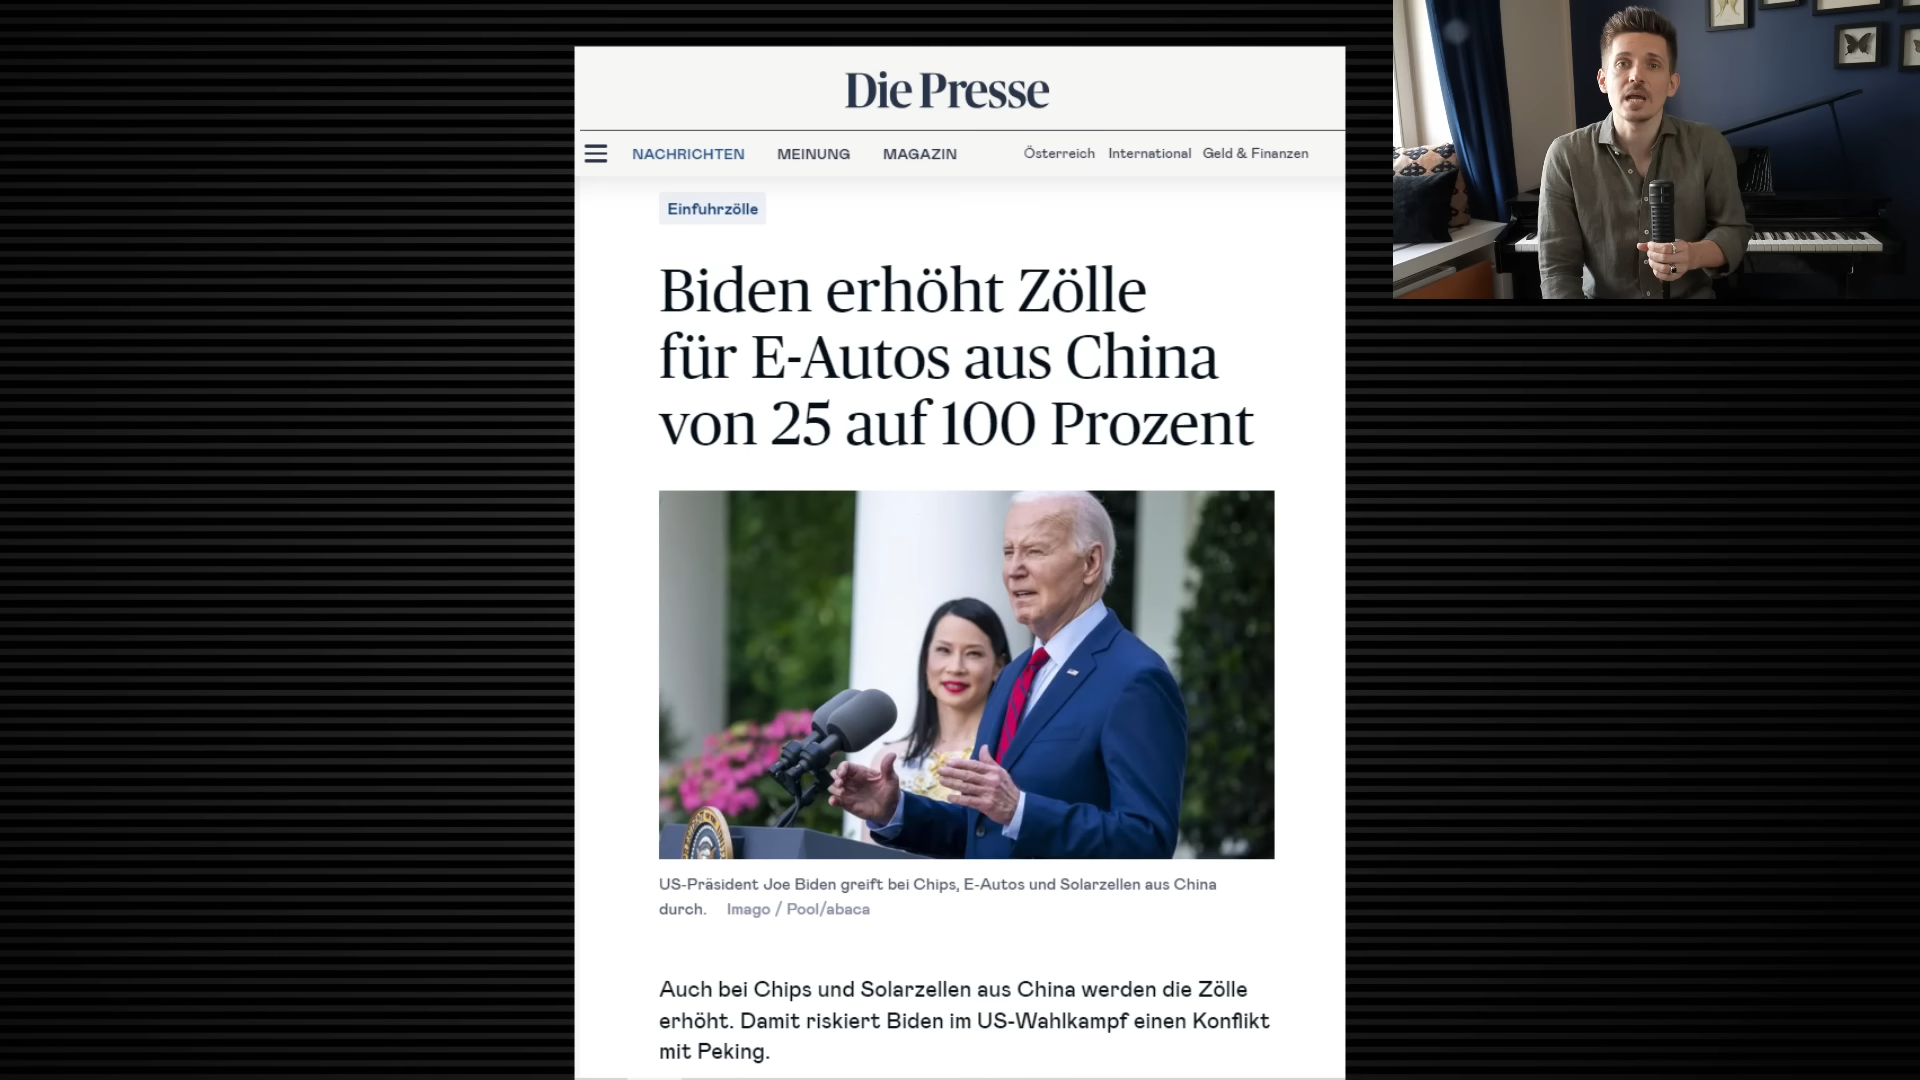 Die Presse
NACHRICHTEN MEINUNG MAGAZIN Österreich International Geld & Finanzen
Einfuhrzölle
Biden erhöht Zölle
für E-Autos aus China
von 25 auf 100 Prozent
US-Präsident Joe Biden greift bei Chips, E-Autos und Solarzellen aus China
durch. Imago / Pool/abaca
Auch bei Chips und Solarzellen aus China werden die Zölle
erhöht. Damit riskiert Biden im US-Wahlkampf einen Konflikt
mit Peking.